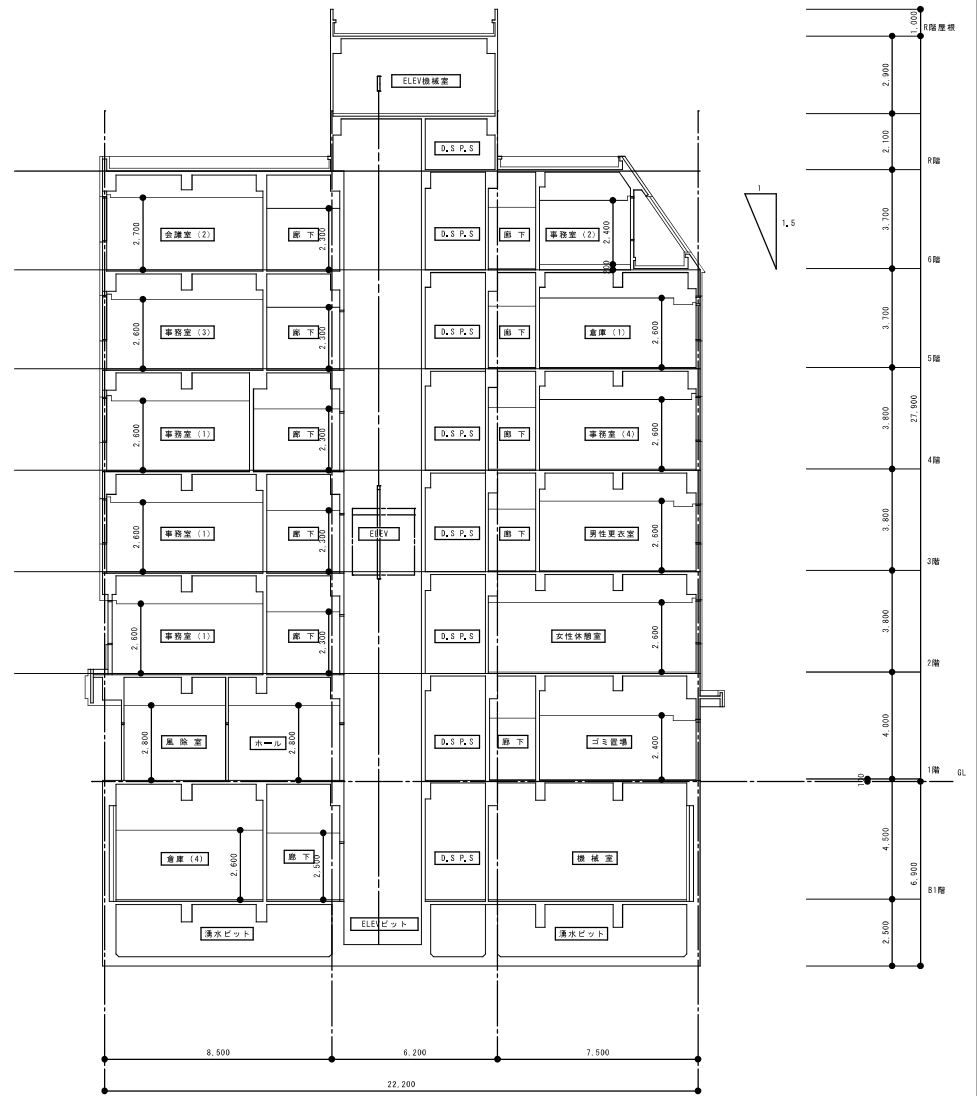 1,000
R階屋根
ELEV機械室
2,900
D.S P.S
2,100
R階
1
1.5
会議室(2)
2,700
廊下
2,300
D.S P.S
廊下
事務室(2)
2,400
3,700
6階
事務室(3)
2,600
廊下
2,300
D.S P.S
廊下
倉庫(1)
2,600
3,700
5階
事務室(1)
2,600
廊下
2,300
D.S P.S
廊下
事務室(4)
2,600
3,800
27,900
4階
事務室(1)
2,600
廊下
2,300
ELEV
D.S P.S
廊下
男性更衣室
2,600
3,800
3階
事務室(1)
2,600
廊下
2,300
D.S P.S
女性休憩室
2,600
3,800
2階
風除室
2,800
ホール
2,800
D.S P.S
廊下
ゴミ置場
2,400
4,000
1階
GL
倉庫(4)
2,600
廊下
2,500
D.S P.S
機械室
4,500
6,900
B1階
湧水ピット
ELEVピット
湧水ピット
2,500
8,500
6,200
7,500
22,200